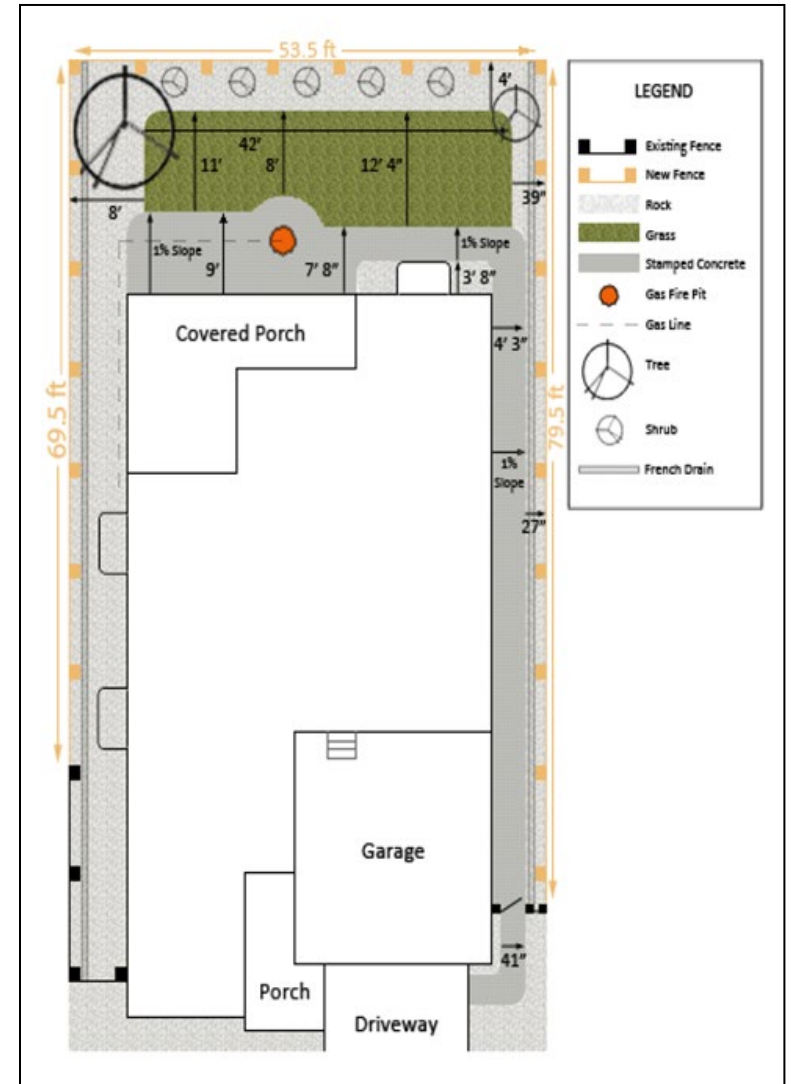 53.5 ft
4'
LEGEND
Existing Fence
New Fence
Rock
Grass
Stamped Concrete
Gas Fire Pit
Gas Line
Tree
Shrub
French Drain
42'
11'
8'
12' 4"
39"
8'
1% Slope
1% Slope
9'
7' 8"
3' 8"
Covered Porch
4' 3"
69.5 ft
79.5 ft
1%
Slope
27"
Garage
41"
Porch
Driveway